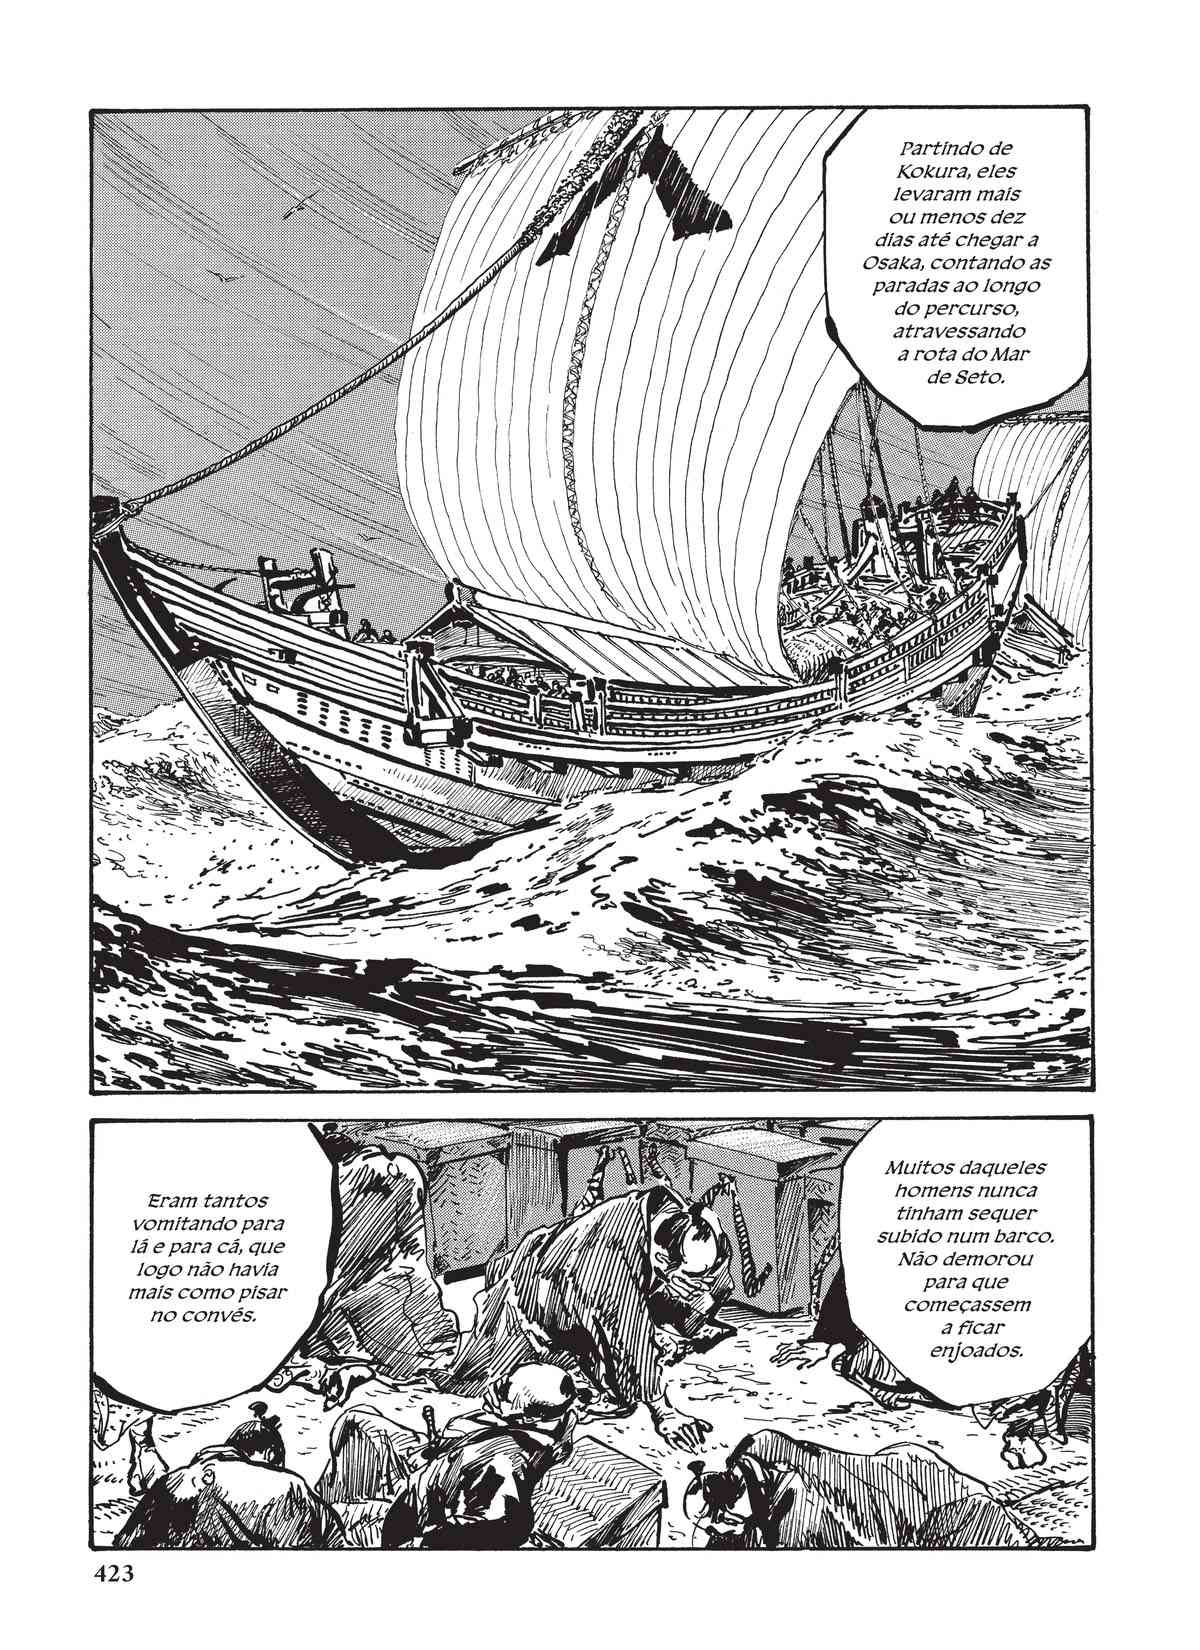 Partindo de
Kokura, eles
levaram mais
ou menos dez
dias até chegar a
Osaka, contando as
paradas ao longo
do percurso,
atravessando
a rota do Mar
de Seto.
Muitos daqueles
homens nunca
tinham sequer
subido num barco.
Não demorou
para que
começassem
a ficar
enjoados.
Eram tantos
vomitando para
lá e para cá, que
logo não havia
mais como pisar
no convés.
423